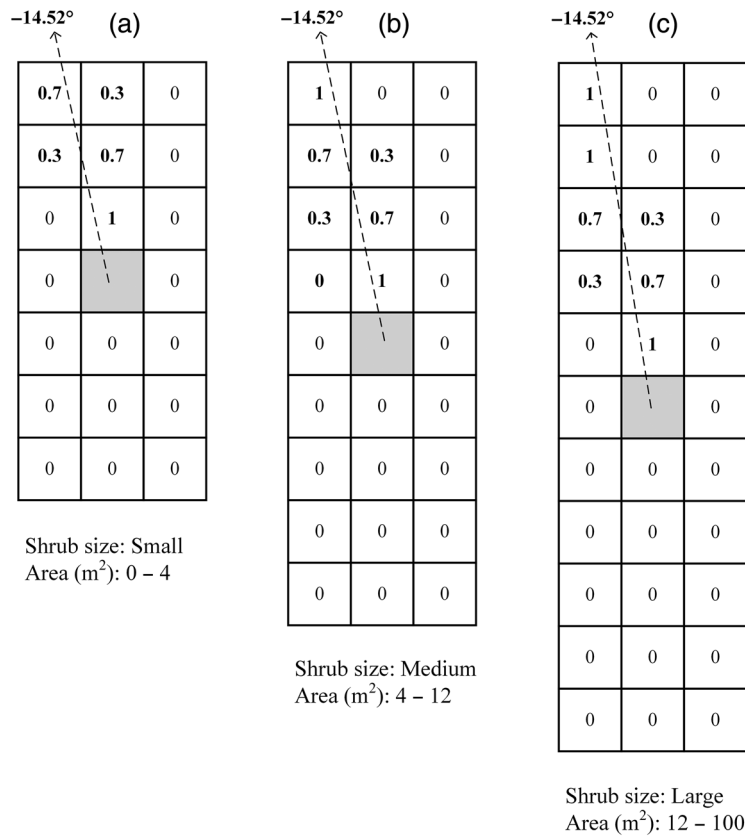 −14.52° (a)
0.7 0.3 0
0.3 0.7 0
0 1 0
0 0
0 0 0
0 0 0
0 0 0
Shrub size: Small
Area (m²): 0 – 4
−14.52° (b)
1 0 0
0.7 0.3 0
0.3 0.7 0
0 1 0
0 0
0 0 0
0 0 0
0 0 0
0 0 0
Shrub size: Medium
Area (m²): 4 – 12
−14.52° (c)
1 0 0
1 0 0
0.7 0.3 0
0.3 0.7 0
0 1 0
0 0
0 0 0
0 0 0
0 0 0
0 0 0
0 0 0
Shrub size: Large
Area (m²): 12 – 100